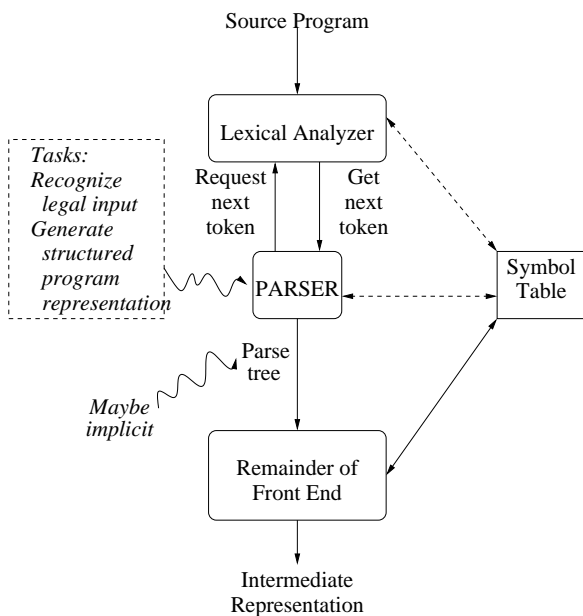 Source Program
Lexical Analyzer
Tasks:
Recognize
legal input
Generate
structured
program
representation
Request
next
token
Get
next
token
PARSER
Symbol
Table
Parse
tree
Maybe
implicit
Remainder of
Front End
Intermediate
Representation